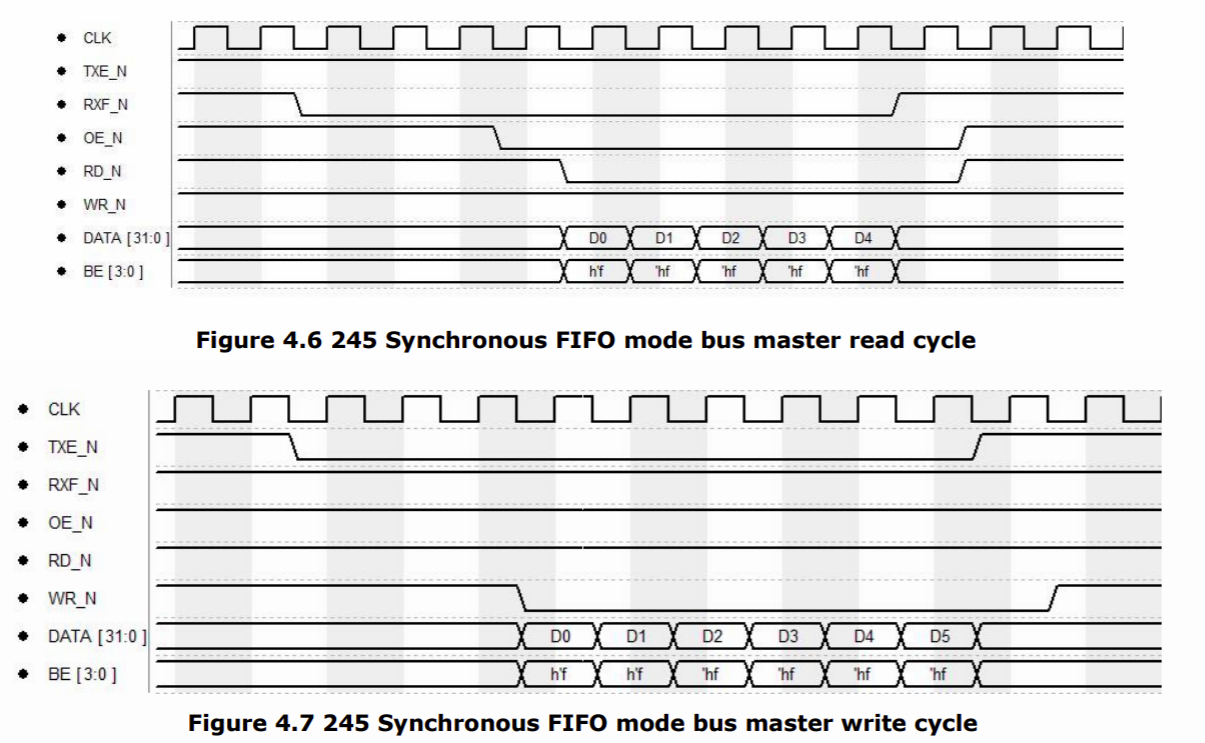 CLK
TXE_N
RXF_N
OE_N
RD_N
WR_N
DATA [31:0 ] D0 D1 D2 D3 D4
BE [3:0 ] h'f 'hf 'hf 'hf 'hf
Figure 4.6 245 Synchronous FIFO mode bus master read cycle
CLK
TXE_N
RXF_N
OE_N
RD_N
WR_N
DATA [31:0 ] D0 D1 D2 D3 D4 D5
BE [3:0 ] h'f h'f 'hf 'hf 'hf 'hf
Figure 4.7 245 Synchronous FIFO mode bus master write cycle